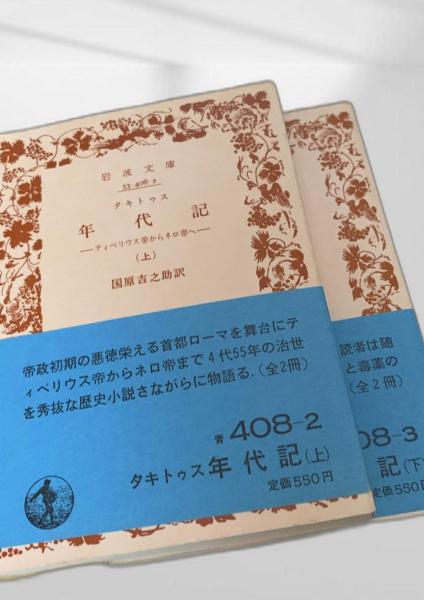 岩波文庫
33-408-2
タキトゥス
年代記
―ティベリウス帝からネロ帝へ―
(上)
国原吉之助訳
帝政初期の悪徳栄える首都ローマを舞台にテ
ィベリウス帝からネロ帝まで4代55年の治世
を秀抜な歴史小説さながらに物語る.(全2冊)
青 408-2
タキトゥス 年代記(上)
定価550円
読者は随
と毒薬の
(全2冊)
08-3
記(下)
定価550